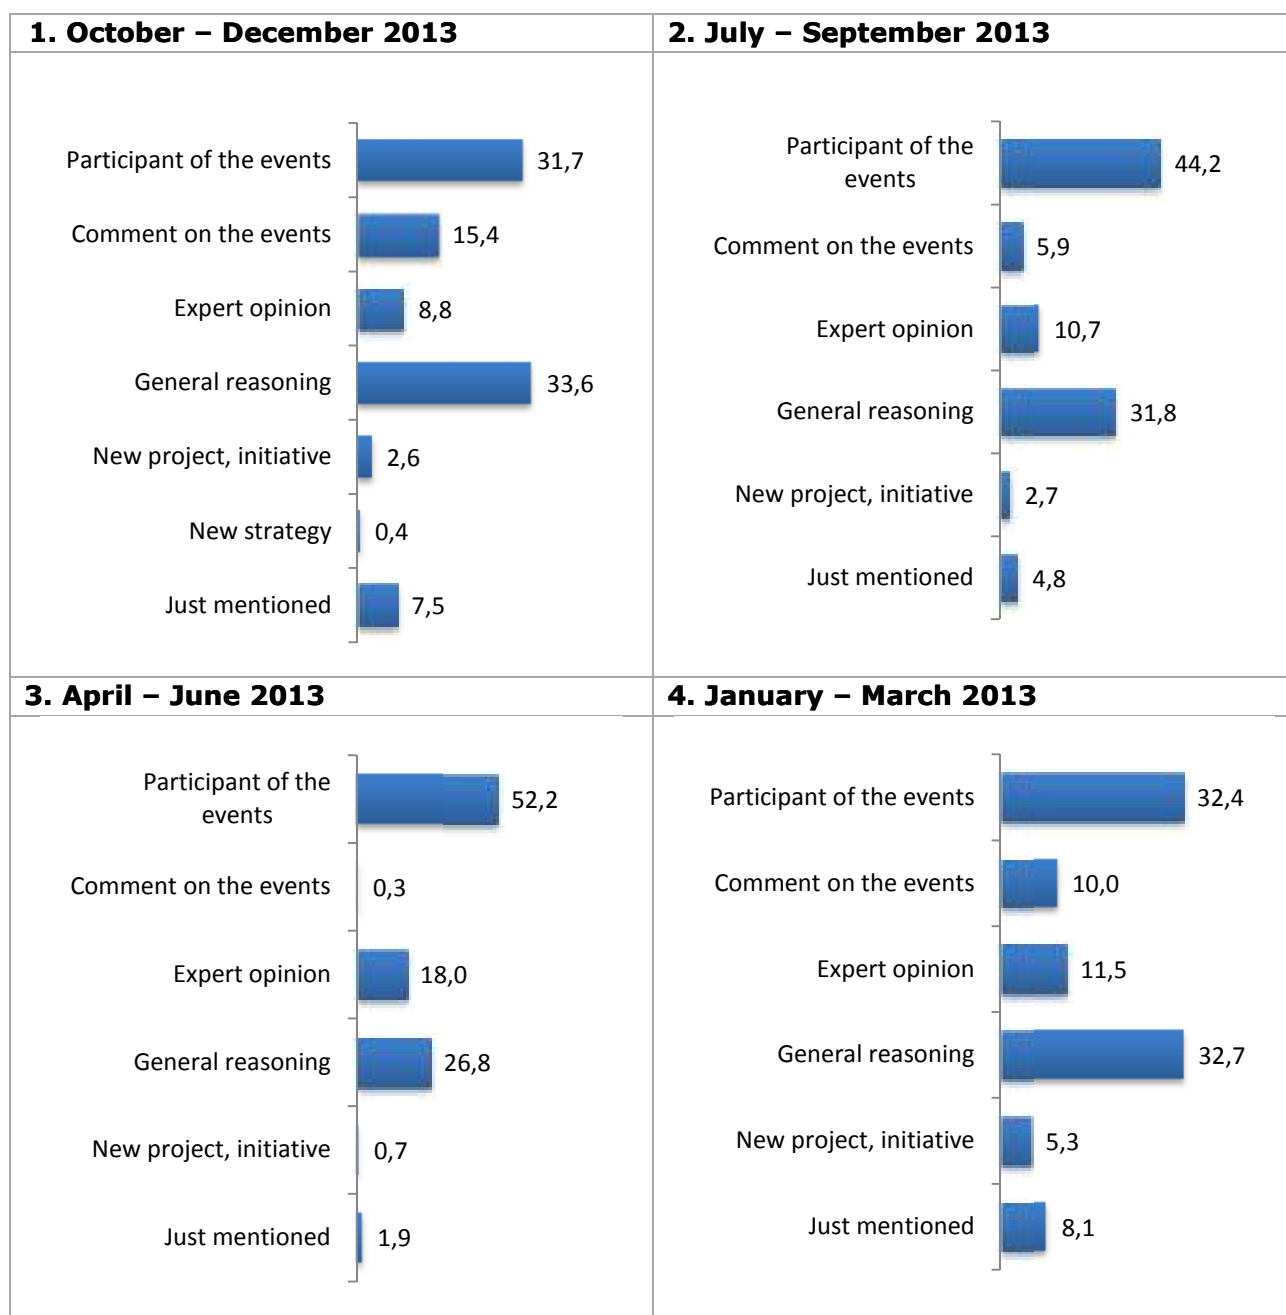 1. October – December 2013
Participant of the events 31,7
Comment on the events 15,4
Expert opinion 8,8
General reasoning 33,6
New project, initiative 2,6
New strategy 0,4
Just mentioned 7,5
2. July – September 2013
Participant of the
events 44,2
Comment on the events 5,9
Expert opinion 10,7
General reasoning 31,8
New project, initiative 2,7
Just mentioned 4,8
3. April – June 2013
Participant of the
events 52,2
Comment on the events 0,3
Expert opinion 18,0
General reasoning 26,8
New project, initiative 0,7
Just mentioned 1,9
4. January – March 2013
Participant of the events 32,4
Comment on the events 10,0
Expert opinion 11,5
General reasoning 32,7
New project, initiative 5,3
Just mentioned 8,1